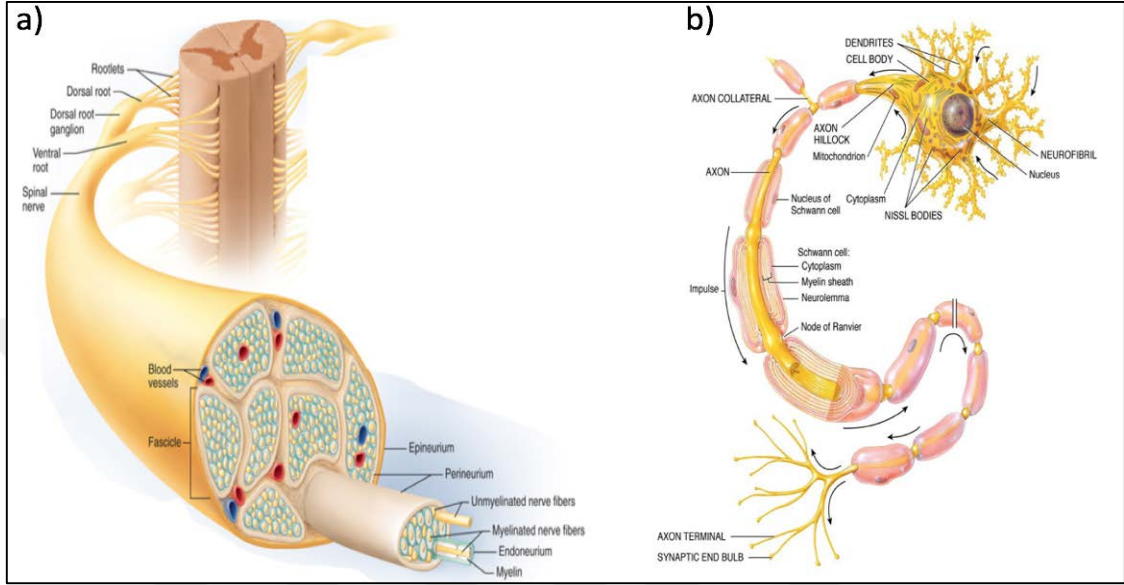 a)
Rootlets
Dorsal root
Dorsal root
ganglion
Ventral
root
Spinal
nerve
Blood
vessels
Fascicle
Epineurium
Perineurium
Unmyelinated nerve fibers
Myelinated nerve fibers
Endoneurium
Myelin
b)
DENDRITES
CELL BODY
AXON COLLATERAL
AXON
HILLOCK
Mitochondrion
NEUROFIBRIL
Nucleus
AXON
Nucleus of
Schwann cell
Cytoplasm
NISSL BODIES
Schwann cell:
Cytoplasm
Myelin sheath
Neurolemma
Impulse
Node of Ranvier
AXON TERMINAL
SYNAPTIC END BULB